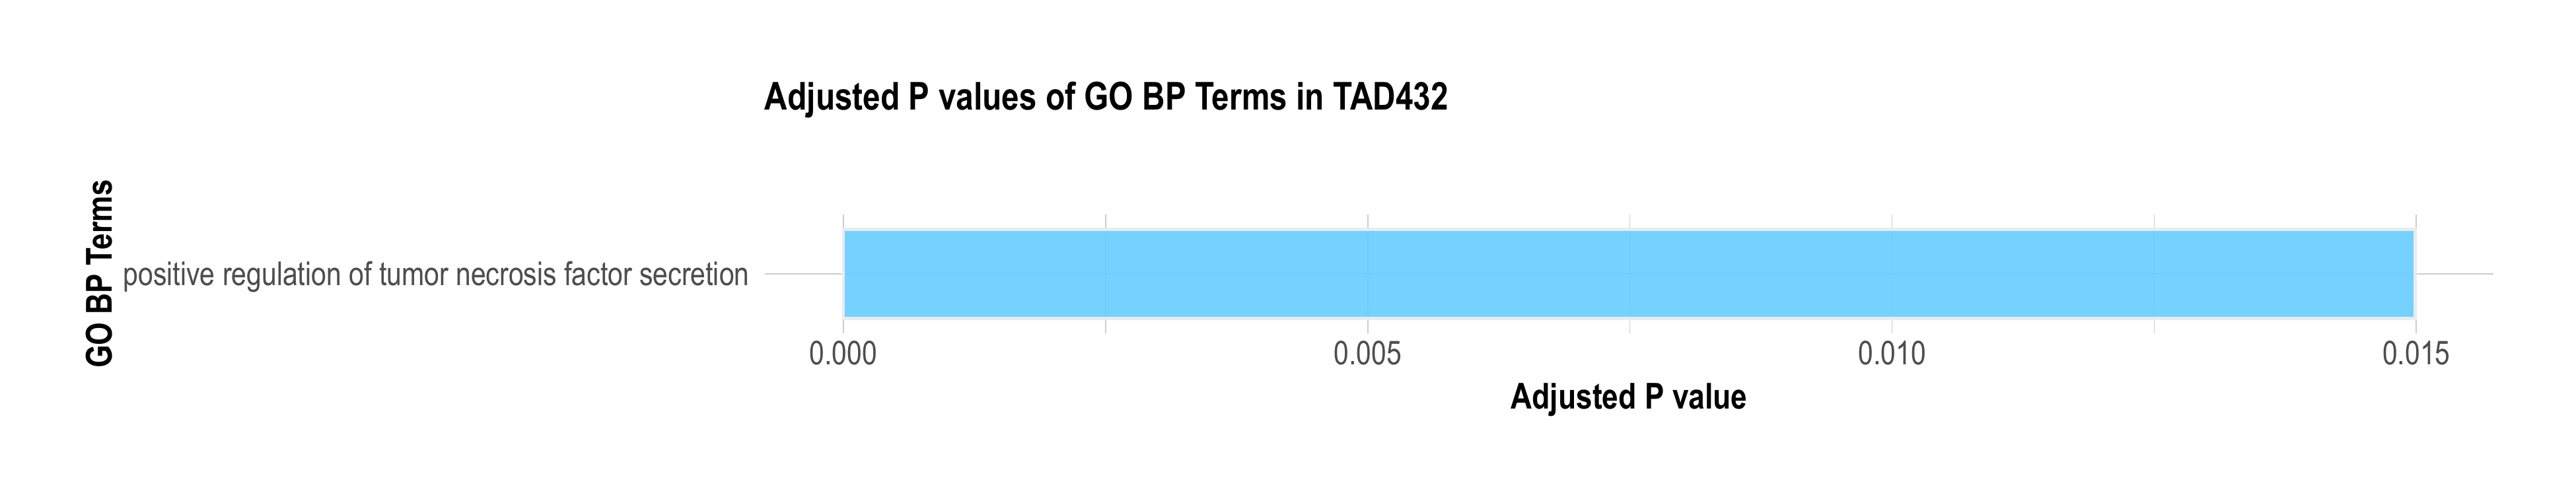 Adjusted P values of GO BP Terms in TAD432
GO BP Terms
positive regulation of tumor necrosis factor secretion
0.000
0.005
0.010
0.015
Adjusted P value